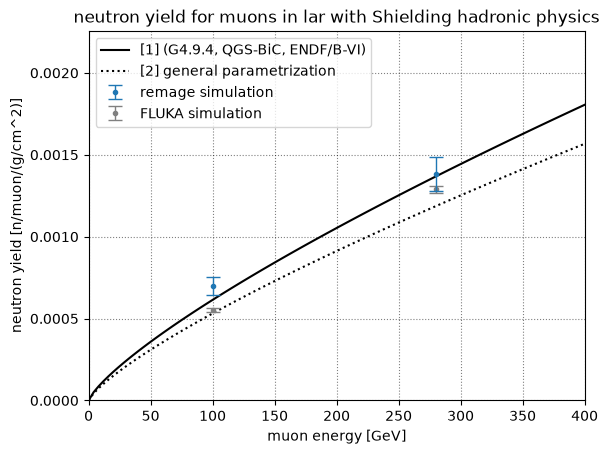 neutron yield for muons in lar with Shielding hadronic physics
[1] (G4.9.4, QGS-BiC, ENDF/B-VI)
[2] general parametrization
remage simulation
FLUKA simulation
neutron yield [n/muon/(g/cm^2)]
0.0020
0.0015
0.0010
0.0005
0.0000
0 50 100 150 200 250 300 350 400
muon energy [GeV]